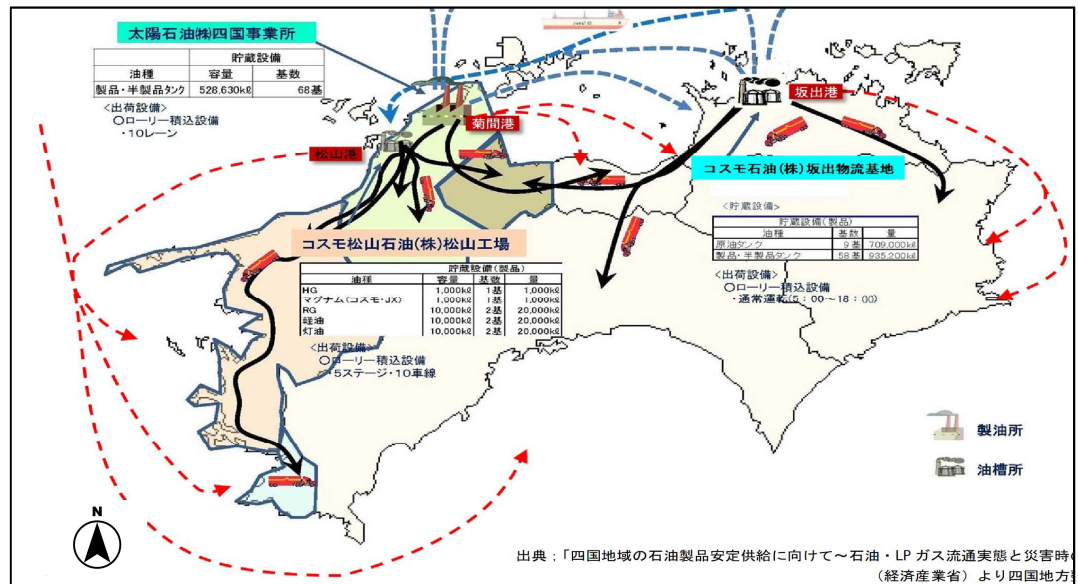 太陽石油㈱四国事業所
貯蔵設備
油種 容量 基数
製品・半製品タンク 528,630kℓ 68基
<出荷設備>
〇ローリー積込設備
・10レーン
菊間港
松山港
坂出港
コスモ石油(株)坂出物流基地
<貯蔵設備>
貯蔵設備(製品)
油種 基数 量
原油タンク 9基 709,000kℓ
製品・半製品タンク 58基 935,200kℓ
<出荷設備>
〇ローリー積込設備
・通常運転(5:00~18:00)
コスモ松山石油(株)松山工場
貯蔵設備(製品)
油種 容量 基数 量
HG 1,000kℓ 1基 1,000kℓ
マグナム(コスモ・JX) 1,000kℓ 1基 1,000kℓ
RG 10,000kℓ 2基 20,000kℓ
軽油 10,000kℓ 2基 20,000kℓ
灯油 10,000kℓ 2基 20,000kℓ
<出荷設備>
〇ローリー積込設備
・5ステージ・10車線
製油所
油槽所
N
出典;「四国地域の石油製品安定供給に向けて~石油・LPガス流通実態と災害時
(経済産業省)より四国地方